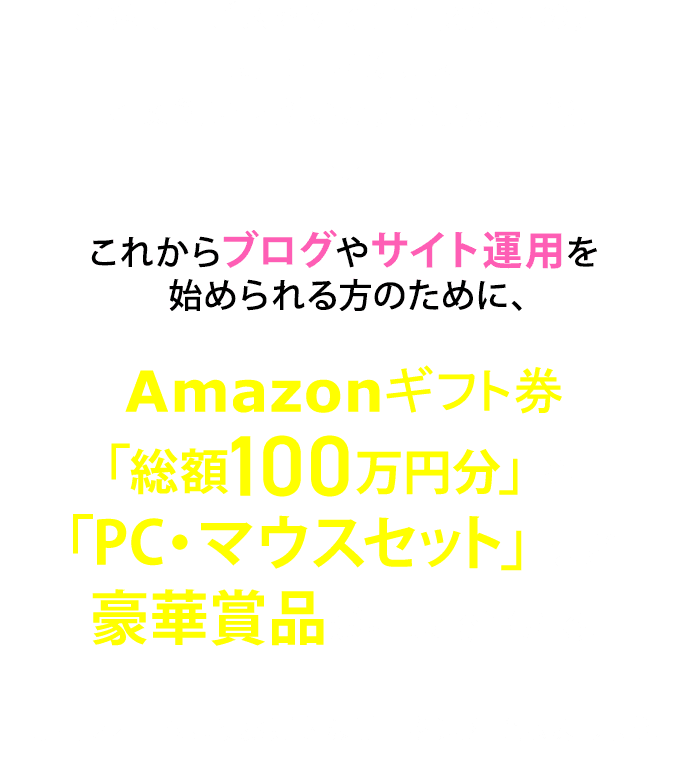 これからブログやサイト運用を
始められる方のために、
Amazonギフト券
「総額100万円分」
「PC・マウスセット」
豪華賞品